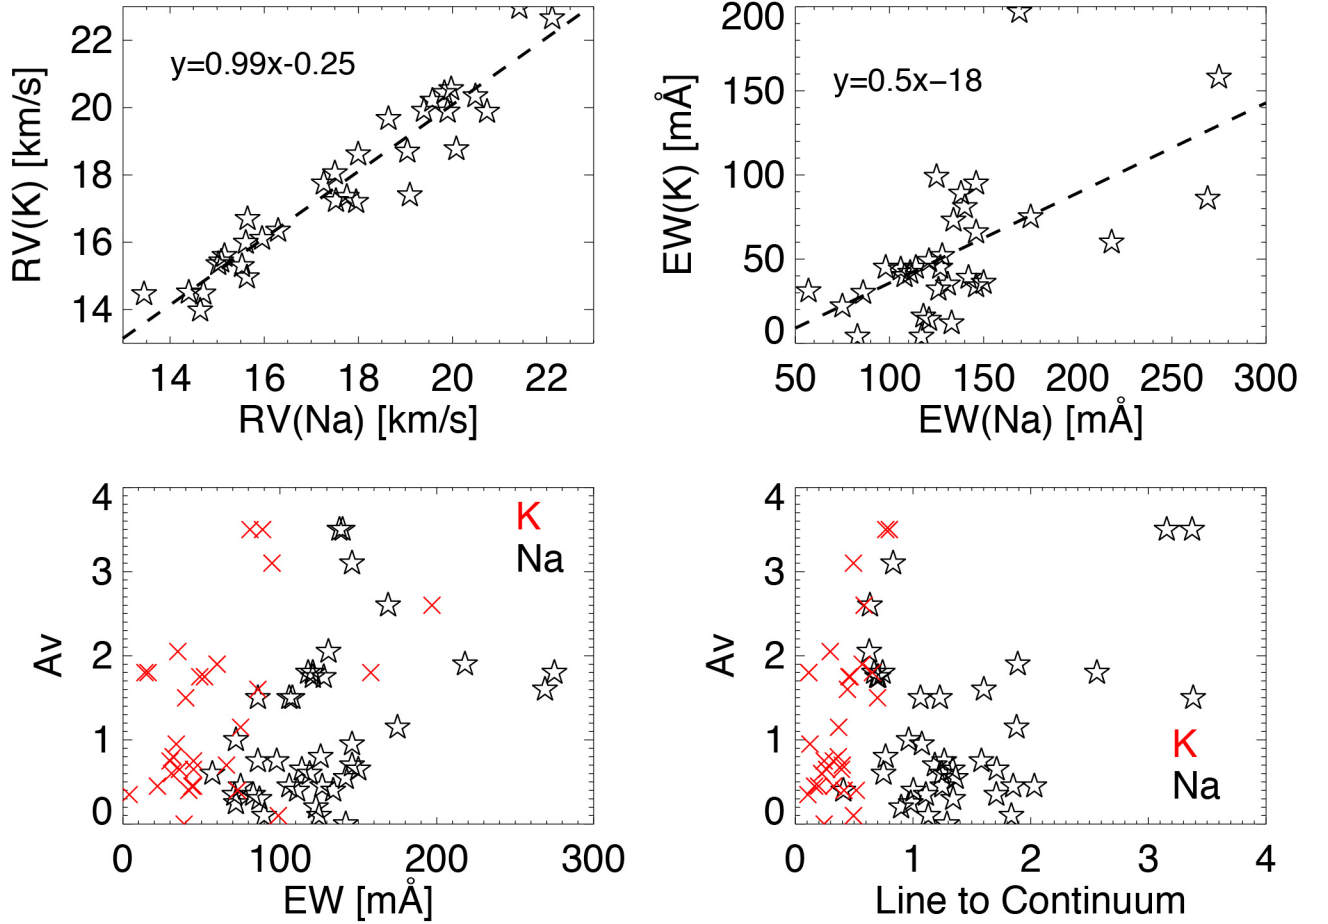 22
20
18
16
14
RV(K) [km/s]
y=0.99x-0.25
14 16 18 20 22
RV(Na) [km/s]
200
150
100
50
0
EW(K) [mÅ]
y=0.5x−18
50 100 150 200 250 300
EW(Na) [mÅ]
4
3
2
1
0
Av
K
Na
0 100 200 300
EW [mÅ]
4
3
2
1
0
Av
K
Na
0 1 2 3 4
Line to Continuum